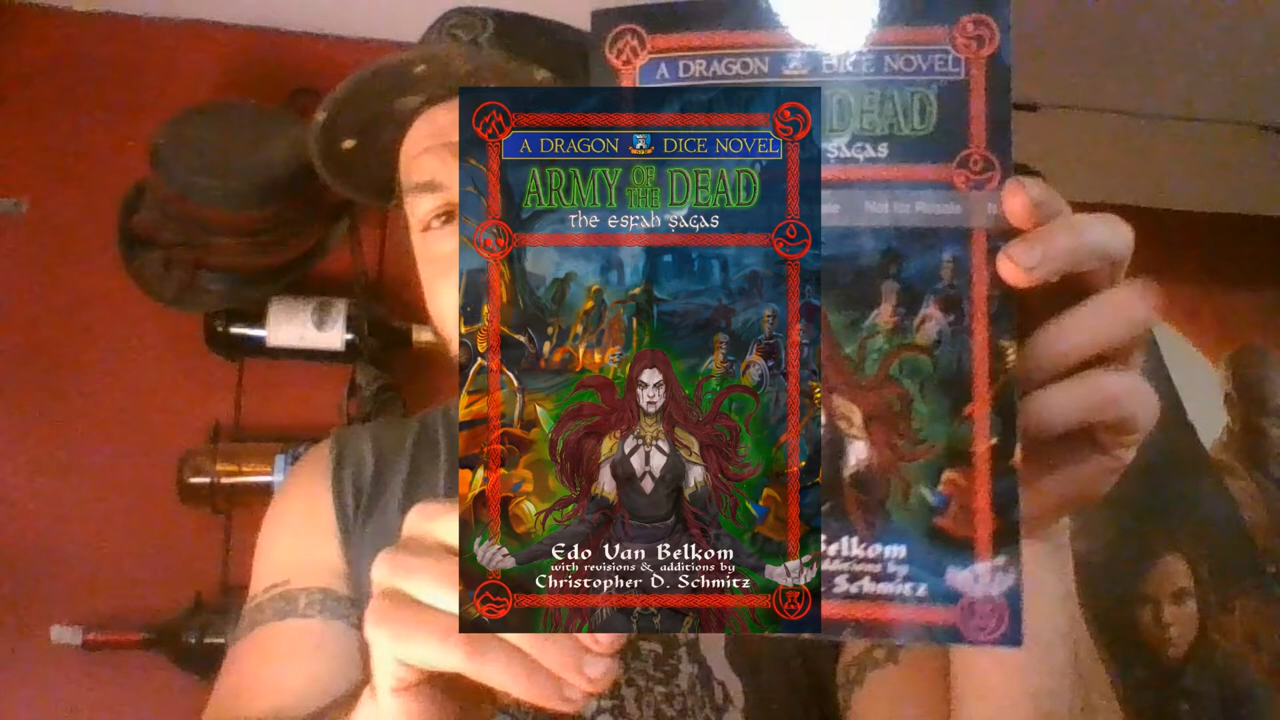 A DRAGON DICE NOVEL
ARMY OF THE DEAD
The Esfah Sagas
Edo Van Belkom
with revisions & additions by
Christopher D. Schmitz
A DRAGON DICE NOVEL
DEAD
SAGAS
Not for Resale
Belkom
additions by
Schmitz